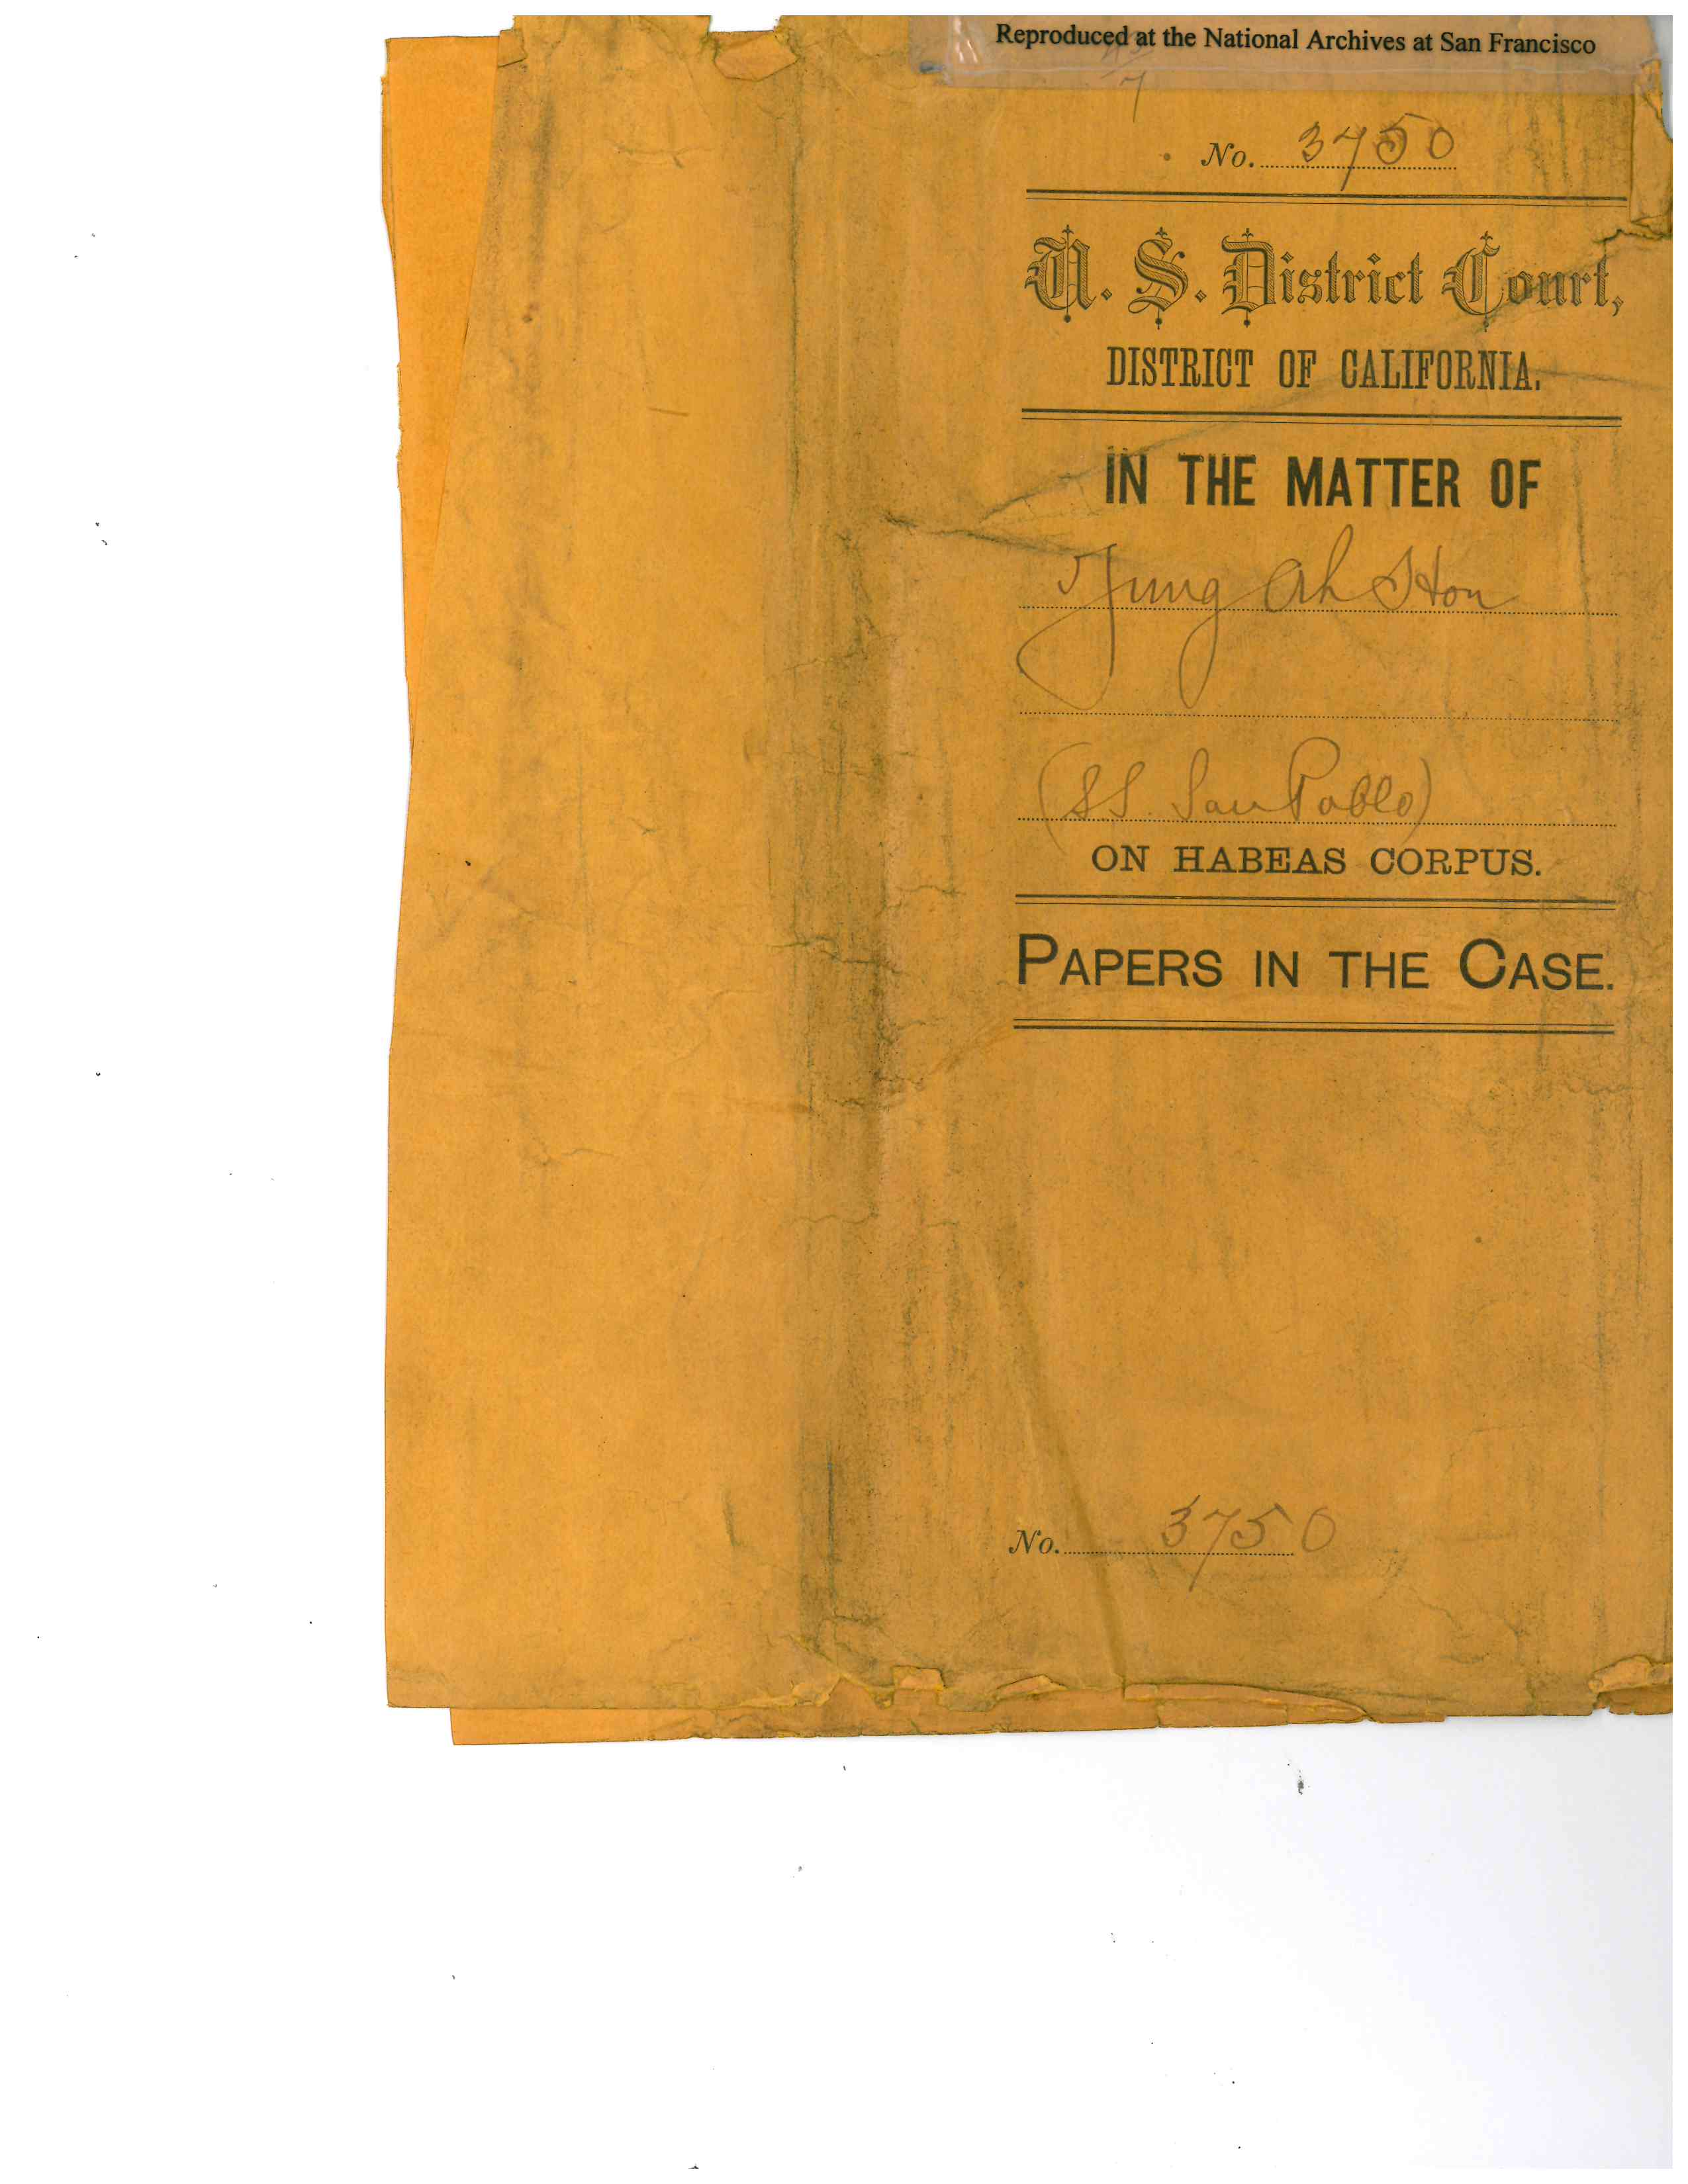 Reproduced at the National Archives at San Francisco
No. 3750
U. S. District Court,
DISTRICT OF CALIFORNIA.
IN THE MATTER OF
Jung Ah Hon
(SS. San Pablo)
ON HABEAS CORPUS.
PAPERS IN THE CASE.
No. 3750